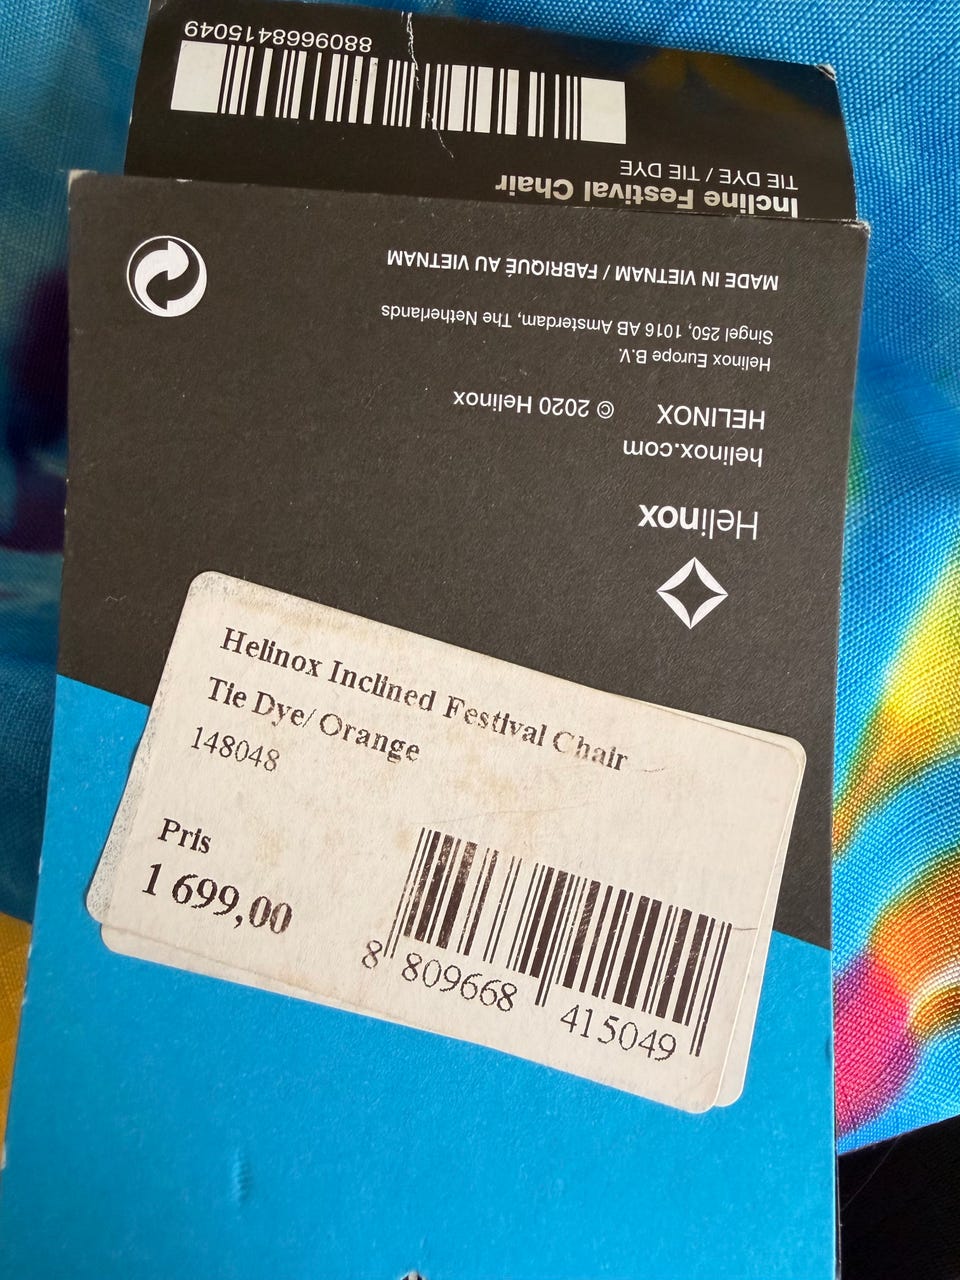 8809668415049
Incline Festival Chair
TIE DYE / TIE DYE
MADE IN VIETNAM / FABRIQUÉ AU VIETNAM
Helinox Europe B.V.
Singel 250, 1016 AB Amsterdam, The Netherlands
HELINOX © 2020 Helinox
helinox.com
Helinox
Helinox Inclined Festival Chair
Tie Dye/ Orange
148048
Pris
1 699,00
8 809668 415049